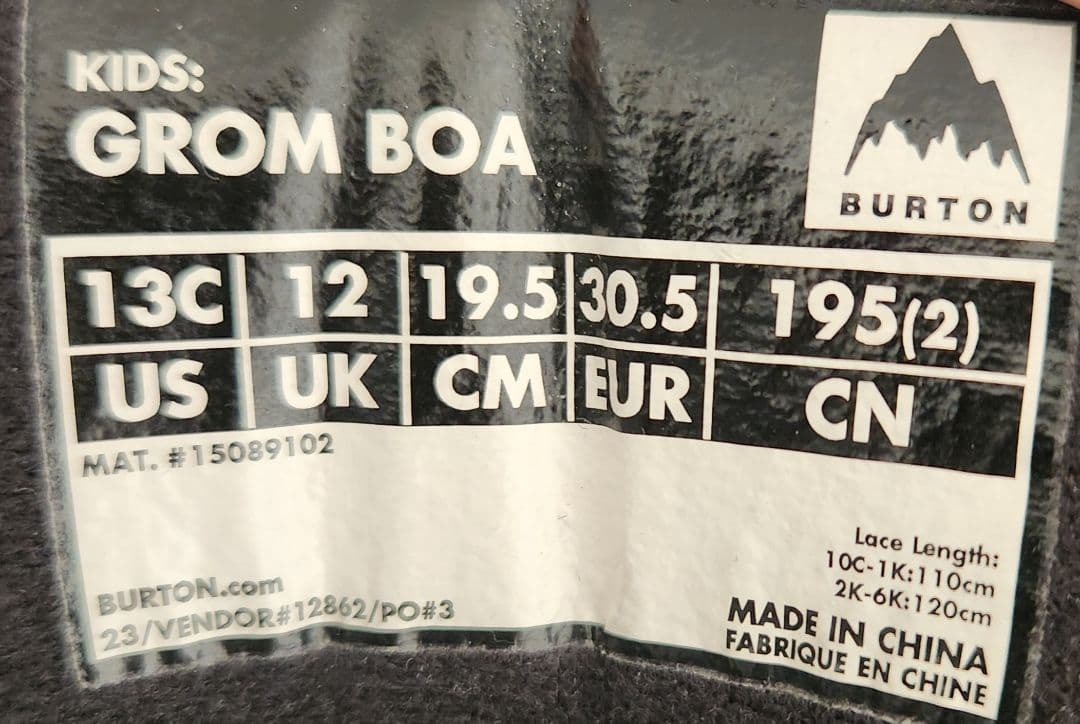 KIDS:
GROM BOA
BURTON
13C 12 19.5 30.5 195(2)
US UK CM EUR CN
MAT. #15089102
Lace Length:
10C-1K:110cm
2K-6K:120cm
BURTON.com
23/VENDOR#12862/PO#3
MADE IN CHINA
FABRIQUE EN CHINE